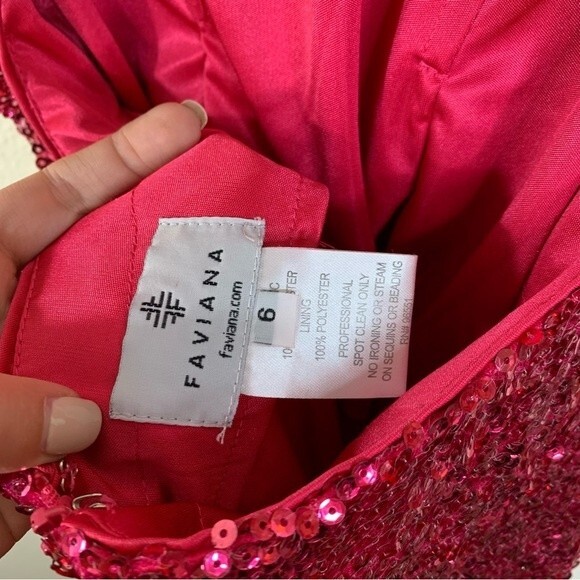 FAVIANA
faviana.com
6
C
TER
LINING
100% POLYESTER
PROFESSIONAL
SPOT CLEAN ONLY
NO IRONING OR STEAM
ON SEQUINS OR BEADING